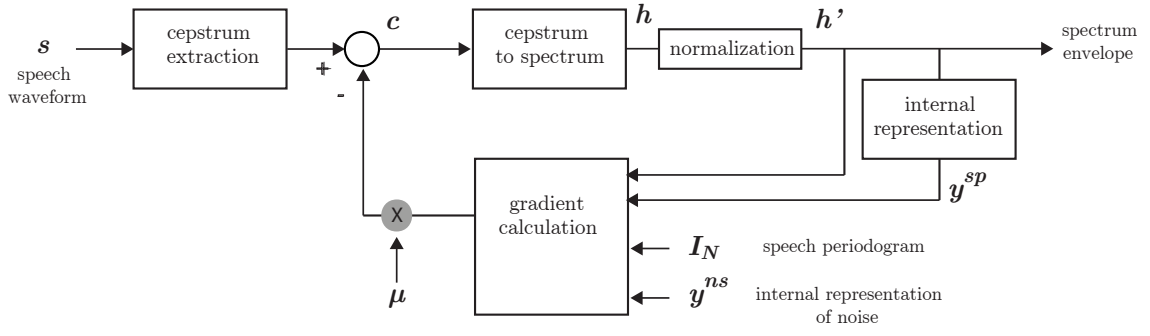 s
speech
waveform
cepstrum
extraction
+
-
c
cepstrum
to spectrum
h
normalization
h’
spectrum
envelope
internal
representation
y^sp
gradient
calculation
X
μ
I_N speech periodogram
y^ns internal representation
of noise